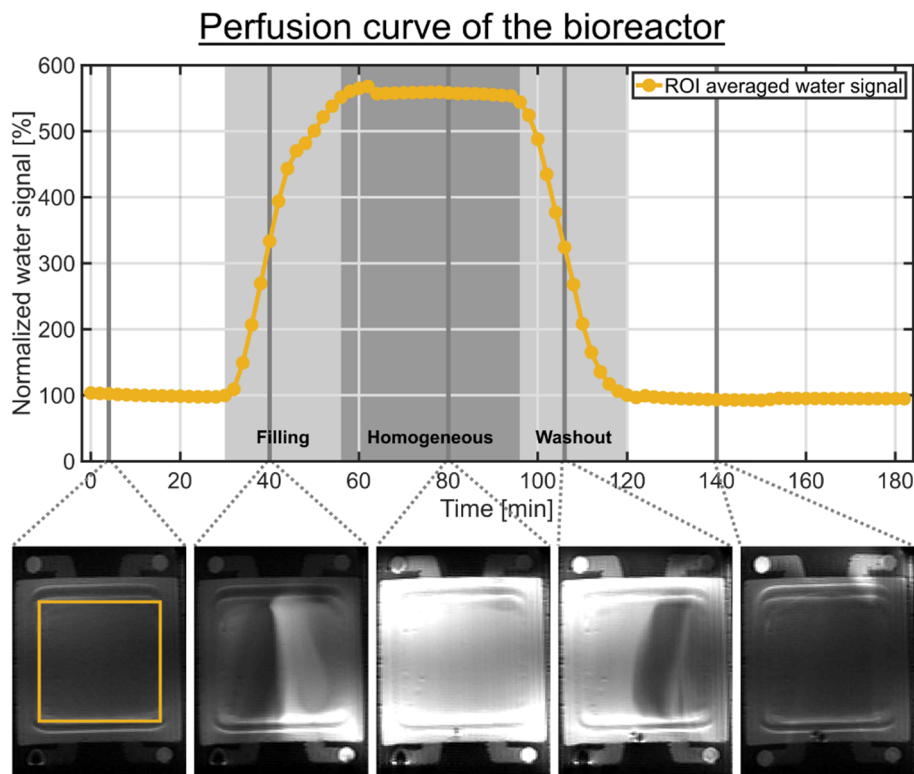 Perfusion curve of the bioreactor
600
500
400
300
200
100
0
Normalized water signal [%]
ROI averaged water signal
Filling
Homogeneous
Washout
0 20 40 60 80 100 120 140 160 180
Time [min]